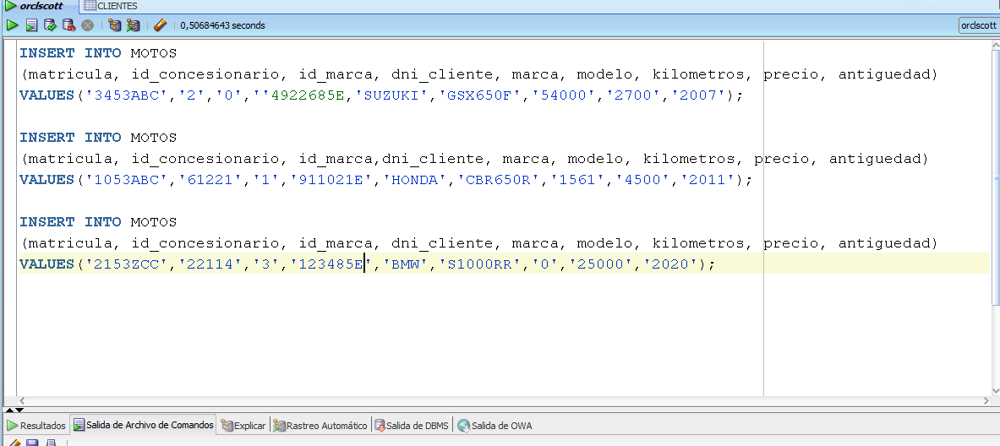 orclscott
CLIENTES
0,50684643 seconds
orclscott
INSERT INTO MOTOS
(matricula, id_concesionario, id_marca, dni_cliente, marca, modelo, kilometros, precio, antiguedad)
VALUES('3453ABC','2','0',''4922685E,'SUZUKI','GSX650F','54000','2700','2007');
INSERT INTO MOTOS
(matricula, id_concesionario, id_marca,dni_cliente, marca, modelo, kilometros, precio, antiguedad)
VALUES('1053ABC','61221','1','911021E','HONDA','CBR650R','1561','4500','2011');
INSERT INTO MOTOS
(matricula, id_concesionario, id_marca, dni_cliente, marca, modelo, kilometros, precio, antiguedad)
VALUES('2153ZCC','22114','3','123485E','BMW','S1000RR','0','25000','2020');
Resultados Salida de Archivo de Comandos Explicar Rastreo Automático Salida de DBMS Salida de OWA